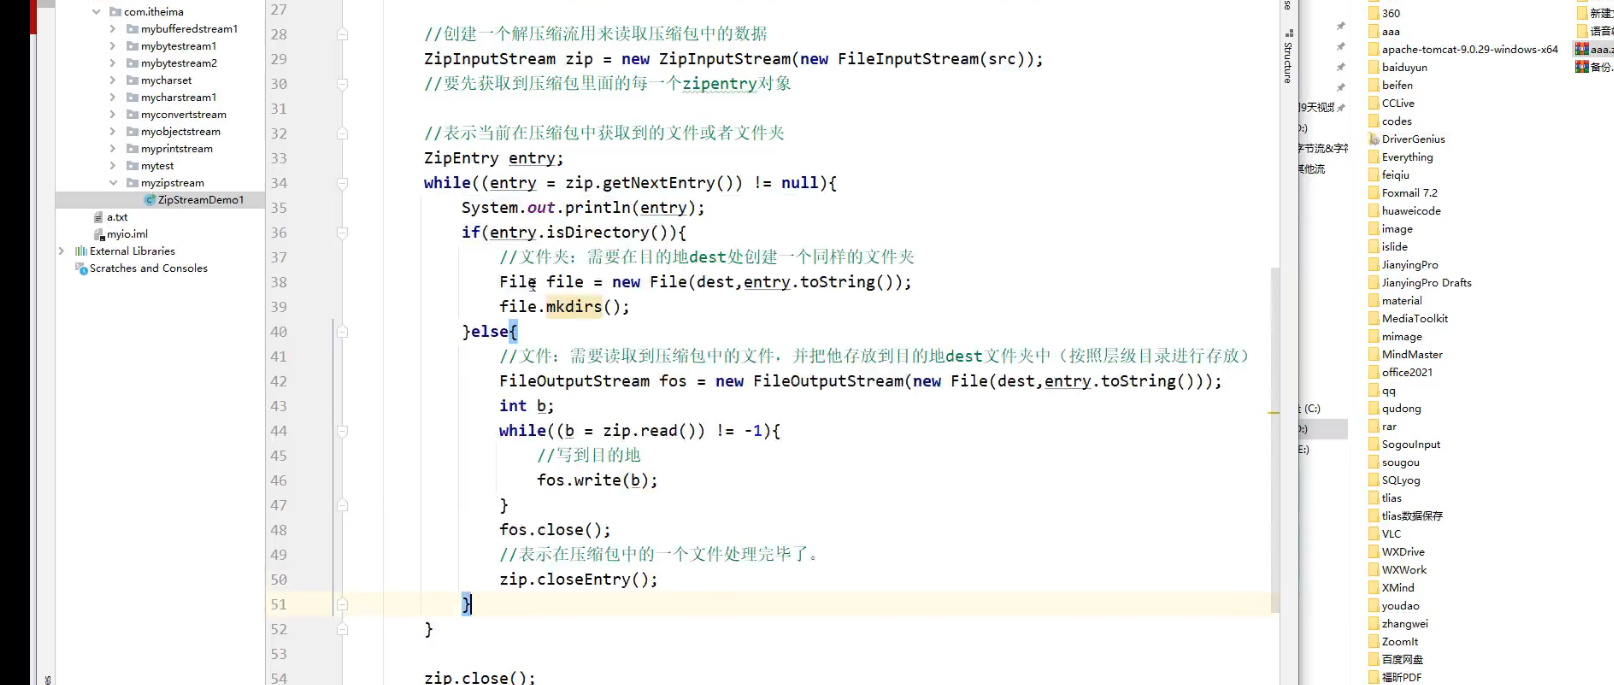 com.itheima
mybufferedstream1
mybytestream1
mybytestream2
mycharset
mycharstream1
myconvertstream
myobjectstream
myprintstream
mytest
myzipstream
ZipStreamDemo1
a.txt
myio.iml
External Libraries
Scratches and Consoles
27
28 //创建一个解压缩流用来读取压缩包中的数据
29 ZipInputStream zip = new ZipInputStream(new FileInputStream(src));
30 //要先获取到压缩包里面的每一个zipentry对象
31
32 //表示当前在压缩包中获取到的文件或者文件夹
33 ZipEntry entry;
34 while((entry = zip.getNextEntry()) != null){
35 System.out.println(entry);
36 if(entry.isDirectory()){
37 //文件夹：需要在目的地dest处创建一个同样的文件夹
38 File file = new File(dest,entry.toString());
39 file.mkdirs();
40 }else{
41 //文件：需要读取到压缩包中的文件，并把他存放到目的地dest文件夹中（按照层级目录进行存放）
42 FileOutputStream fos = new FileOutputStream(new File(dest,entry.toString()));
43 int b;
44 while((b = zip.read()) != -1){
45 //写到目的地
46 fos.write(b);
47 }
48 fos.close();
49 //表示在压缩包中的一个文件处理完毕了。
50 zip.closeEntry();
51 }
52 }
53
54 zip.close();
Structure
9天视
字节流&字
其他流
(C:)
360
aaa
apache-tomcat-9.0.29-windows-x64
baiduyun
beifen
CCLive
codes
DriverGenius
Everything
feiqiu
Foxmail 7.2
huaweicode
image
islide
JianyingPro
JianyingPro Drafts
material
MediaToolkit
mimage
MindMaster
office2021
qq
qudong
rar
SogouInput
sougou
SQLyog
tlias
tlias数据保存
VLC
WXDrive
WXWork
XMind
youdao
zhangwei
ZoomIt
百度网盘
福昕PDF
新建
语音
aaa.z
备份.